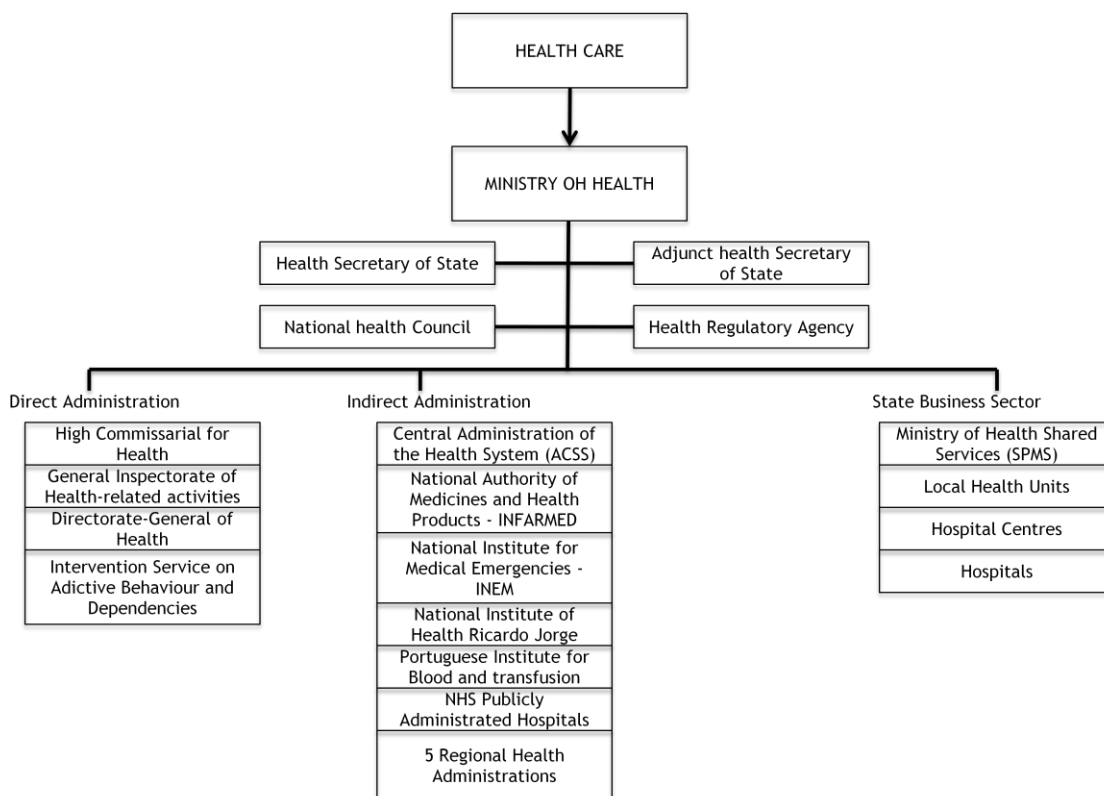 HEALTH CARE
MINISTRY OH HEALTH
Health Secretary of State
Adjunct health Secretary
of State
National health Council
Health Regulatory Agency
Direct Administration
High Commissarial for
Health
General Inspectorate of
Health-related activities
Directorate-General of
Health
Intervention Service on
Adictive Behaviour and
Dependencies
Indirect Administration
Central Administration of
the Health System (ACSS)
National Authority of
Medicines and Health
Products - INFARMED
National Institute for
Medical Emergencies -
INEM
National Institute of
Health Ricardo Jorge
Portuguese Institute for
Blood and transfusion
NHS Publicly
Administrated Hospitals
5 Regional Health
Administrations
State Business Sector
Ministry of Health Shared
Services (SPMS)
Local Health Units
Hospital Centres
Hospitals